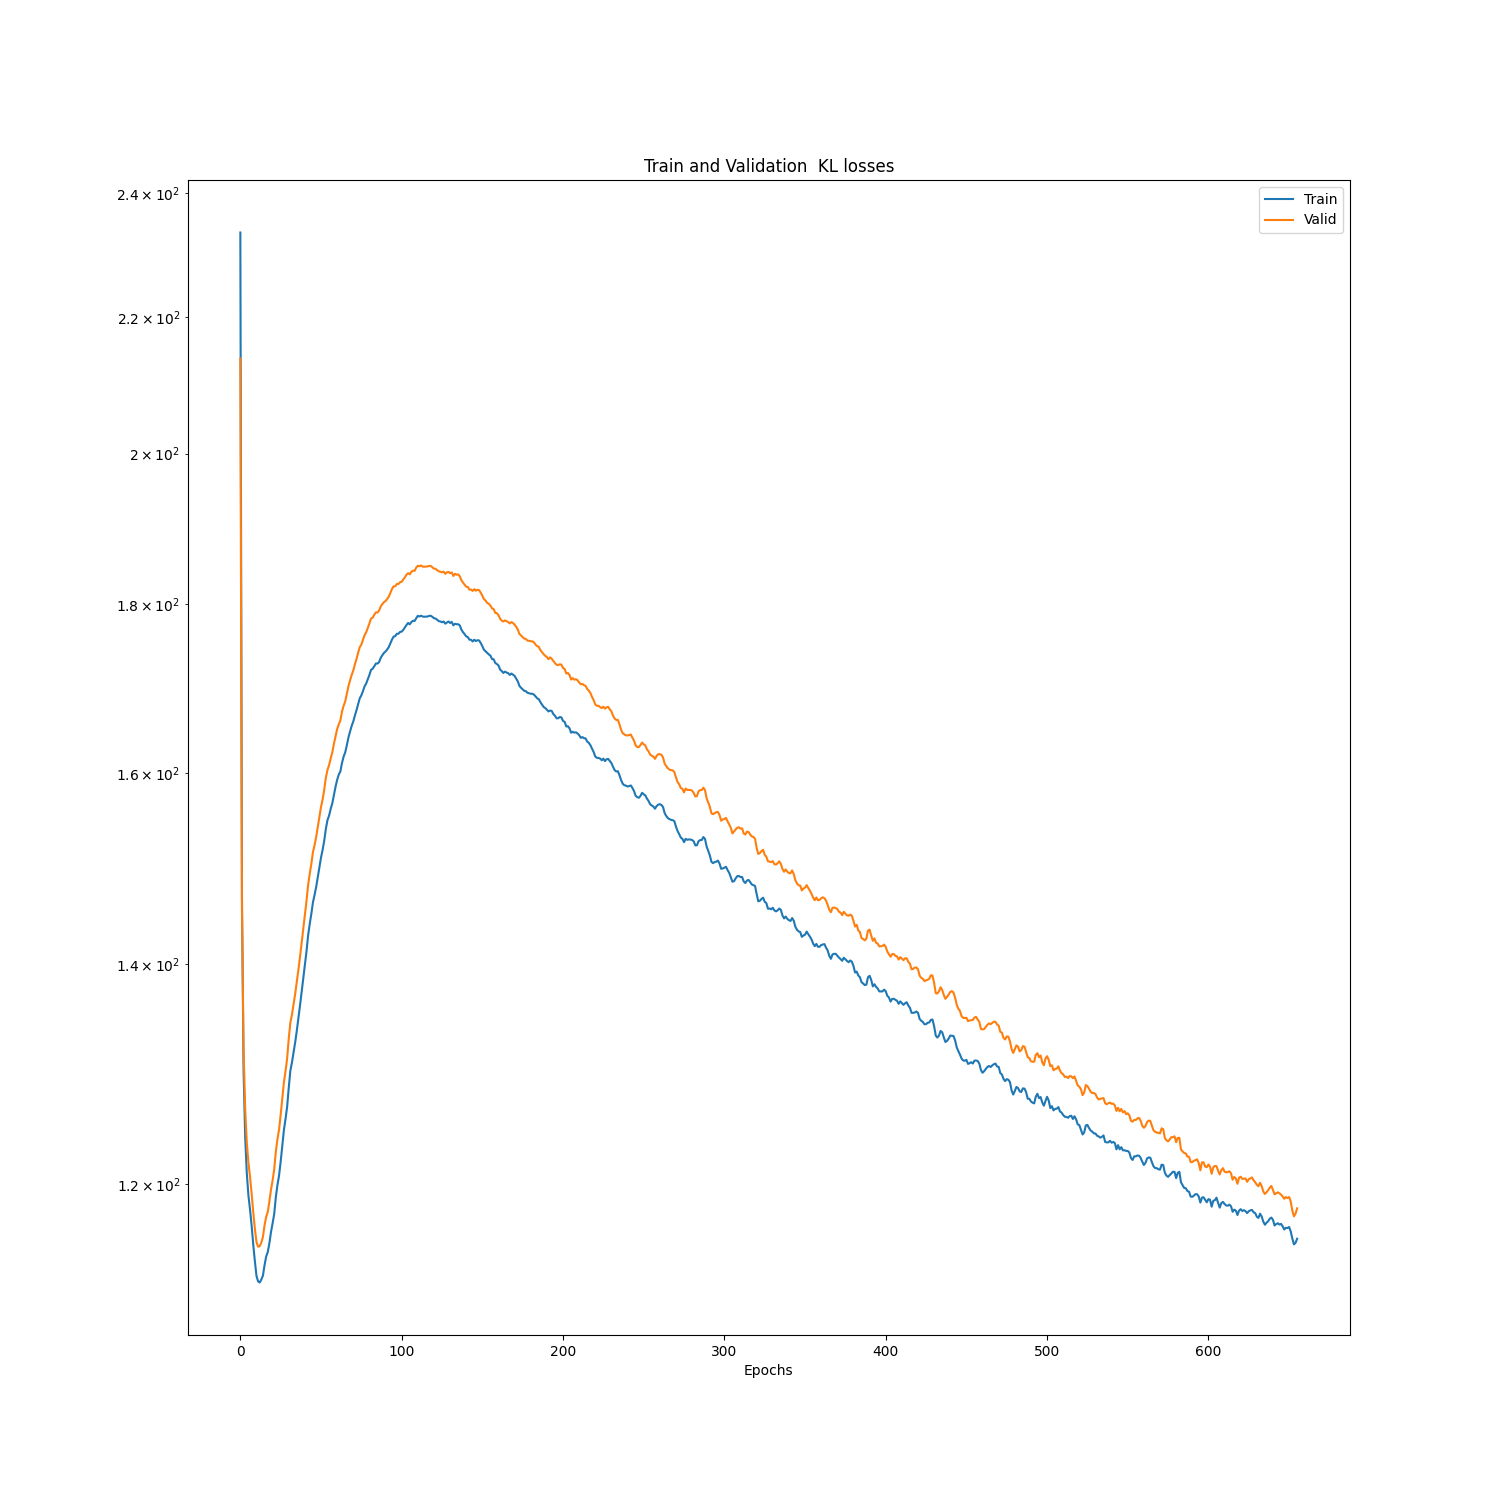 Train and Validation  KL losses
2.4 × 10²
2.2 × 10²
2 × 10²
1.8 × 10²
1.6 × 10²
1.4 × 10²
1.2 × 10²
Train
Valid
0 100 200 300 400 500 600
Epochs